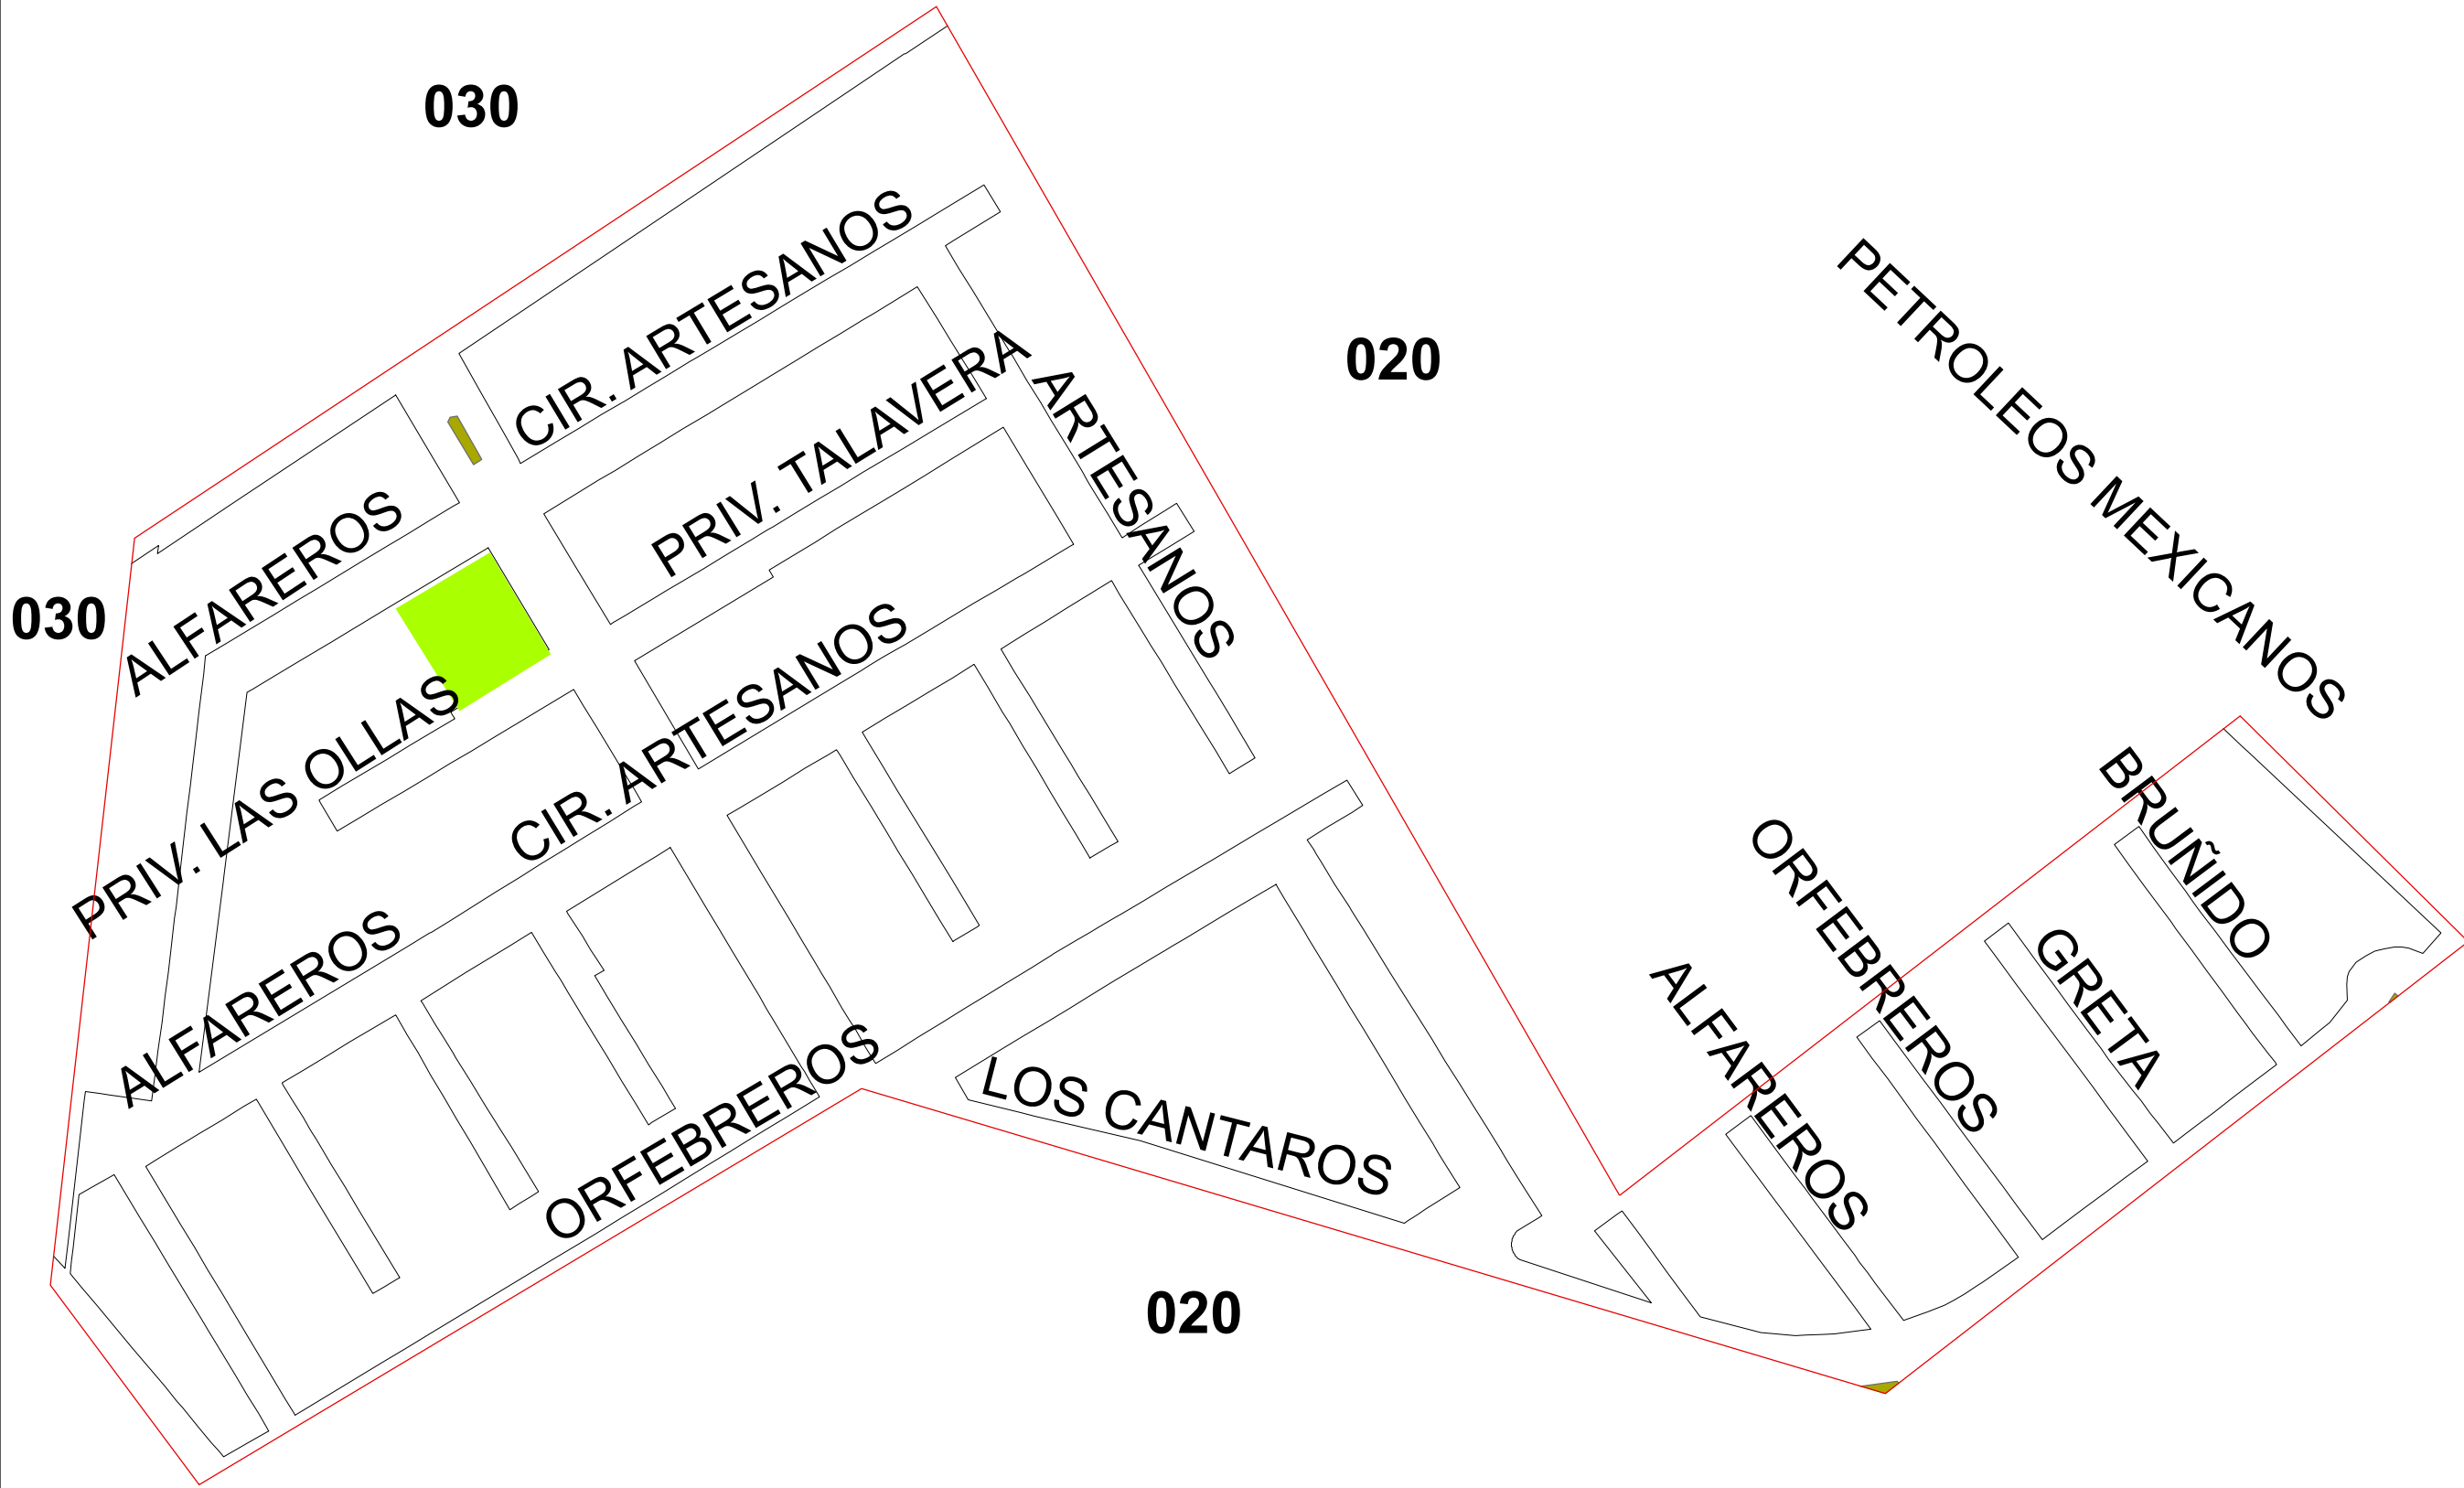 030
CIR. ARTESANOS
020
PETROLEOS MEXICANOS
PRIV. TALAVERA
ARTESANOS
ALFAREROS
030
PRIV. LAS OLLAS
CIR. ARTESANOS
BRUÑIDO
ORFEBREROS
GRETA
ALFAREROS
ALFAREROS
ORFEBREROS
LOS CANTAROS
020